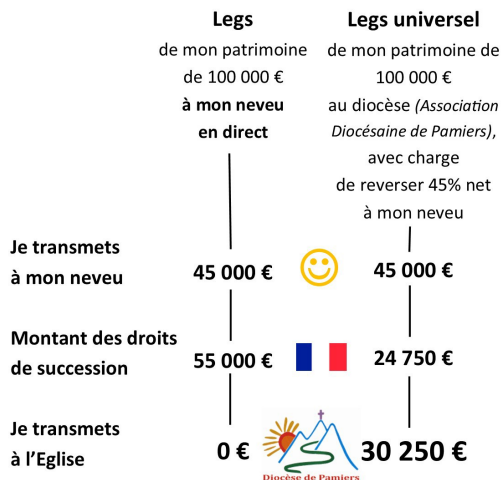 Legs
de mon patrimoine
de 100 000 €
à mon neveu
en direct
Legs universel
de mon patrimoine de
100 000 €
au diocèse (Association
Diocésaine de Pamiers),
avec charge
de reverser 45% net
à mon neveu
Je transmets
à mon neveu
45 000 €
45 000 €
Montant des droits
de succession
55 000 €
24 750 €
Je transmets
à l'Eglise
0 €
Diocèse de Pamiers
30 250 €